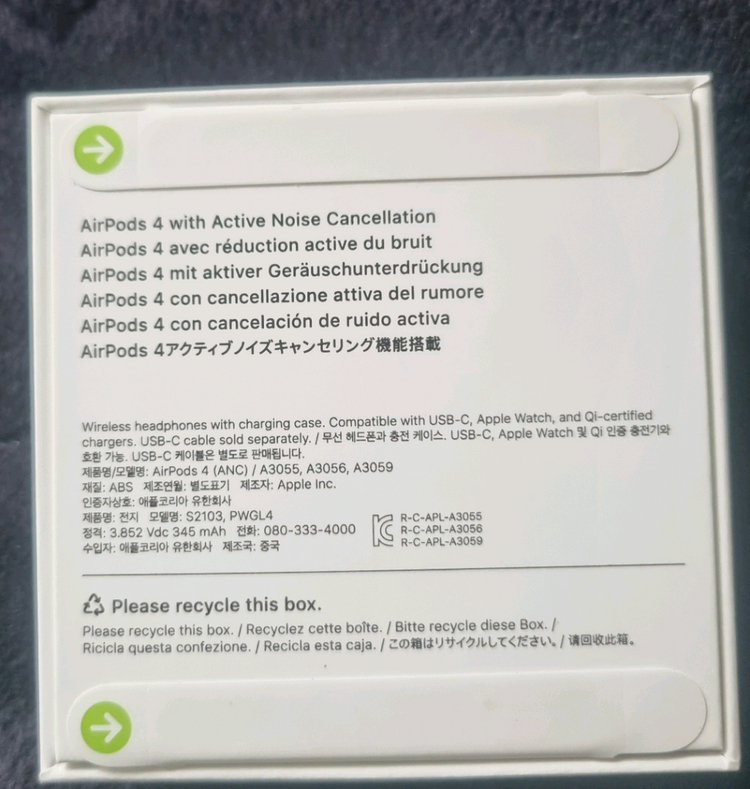 AirPods 4 with Active Noise Cancellation
AirPods 4 avec réduction active du bruit
AirPods 4 mit aktiver Geräuschunterdrückung
AirPods 4 con cancellazione attiva del rumore
AirPods 4 con cancelación de ruido activa
AirPods 4アクティブノイズキャンセリング機能搭載
Wireless headphones with charging case. Compatible with USB-C, Apple Watch, and Qi-certified
chargers. USB-C cable sold separately. / 무선 헤드폰과 충전 케이스. USB-C, Apple Watch 및 Qi 인증 충전기와
호환 가능. USB-C 케이블은 별도로 판매됩니다.
제품명/모델명: AirPods 4 (ANC) / A3055, A3056, A3059
재질: ABS 제조연월: 별도표기 제조자: Apple Inc.
인증자상호: 애플코리아 유한회사
제품명: 전지 모델명: S2103, PWGL4
정격: 3.852 Vdc 345 mAh 전화: 080-333-4000
수입자: 애플코리아 유한회사 제조국: 중국
R-C-APL-A3055
R-C-APL-A3056
R-C-APL-A3059
Please recycle this box.
Please recycle this box. / Recyclez cette boîte. / Bitte recycle diese Box. /
Ricicla questa confezione. / Recicla esta caja. / この箱はリサイクルしてください。/ 请回收此箱。